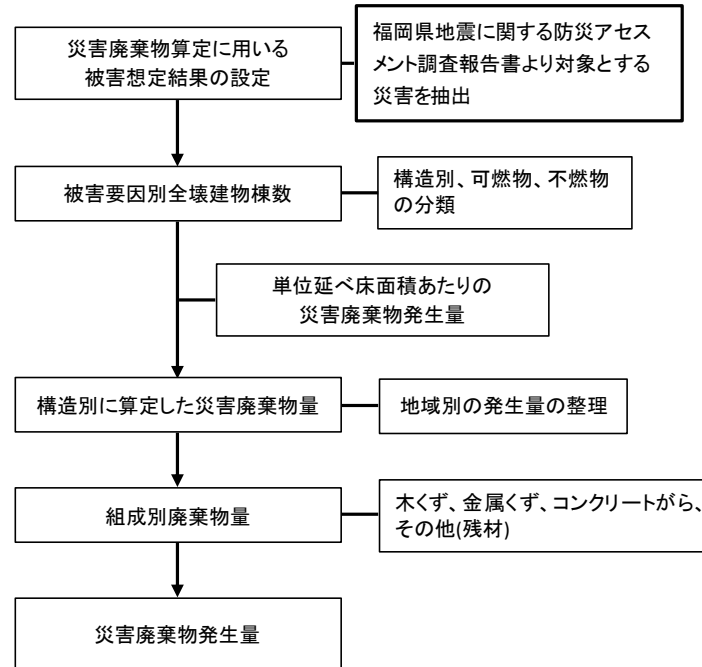 災害廃棄物算定に用いる
被害想定結果の設定
福岡県地震に関する防災アセス
メント調査報告書より対象とする
災害を抽出
被害要因別全壊建物棟数
構造別、可燃物、不燃物
の分類
単位延べ床面積あたりの
災害廃棄物発生量
構造別に算定した災害廃棄物量
地域別の発生量の整理
組成別廃棄物量
木くず、金属くず、コンクリートがら、
その他(残材)
災害廃棄物発生量